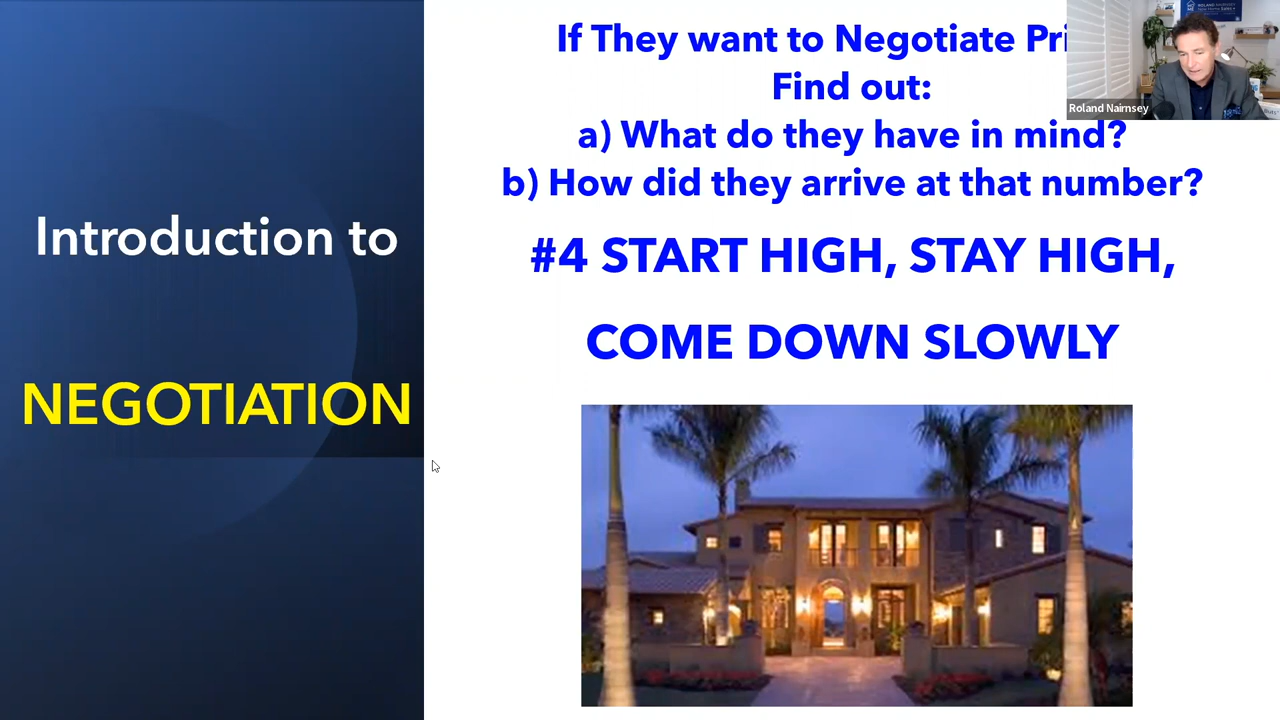 Introduction to
NEGOTIATION
If They want to Negotiate Pri
Find out:
a) What do they have in mind?
b) How did they arrive at that number?
#4 START HIGH, STAY HIGH,
COME DOWN SLOWLY
Roland Nairnsey